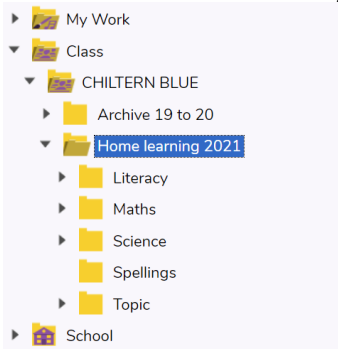 My Work
Class
CHILTERN BLUE
Archive 19 to 20
Home learning 2021
Literacy
Maths
Science
Spellings
Topic
School